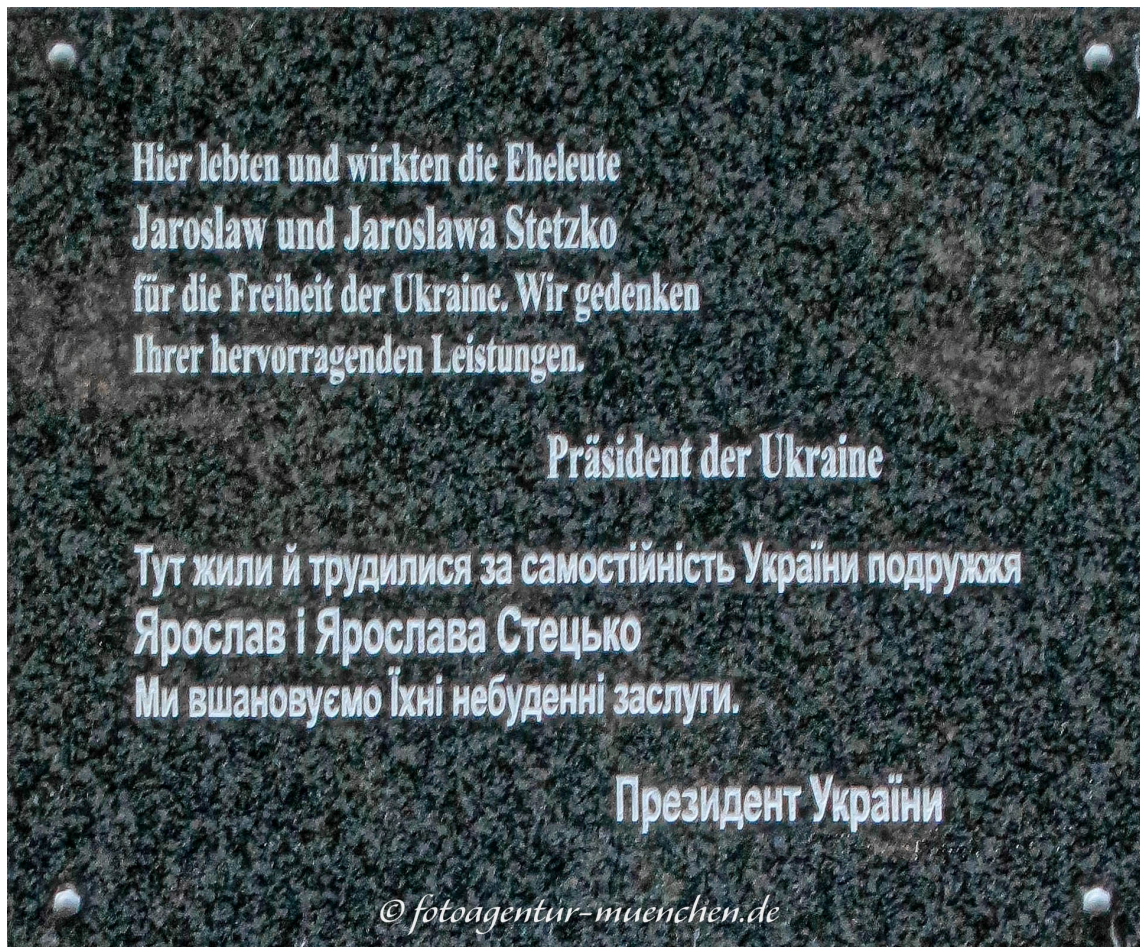 Hier lebten und wirkten die Eheleute
Jaroslaw und Jaroslawa Stetzko
für die Freiheit der Ukraine. Wir gedenken
Ihrer hervorragenden Leistungen.
Präsident der Ukraine
Тут жили й трудилися за самостійність України подружжя
Ярослав і Ярослава Стецько
Ми вшановуємо Їхні небуденні заслуги.
Президент України
© fotoagentur-muenchen.de